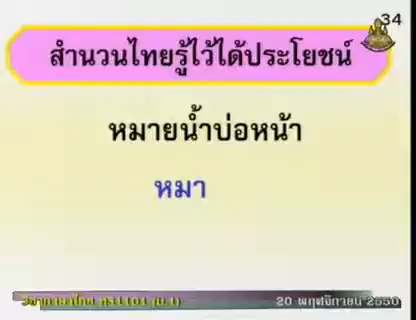 34
สำนวนไทยรู้ไว้ได้ประโยชน์
หมายน้ำบ่อหน้า
หมา
20 พฤศจิกายน 2550